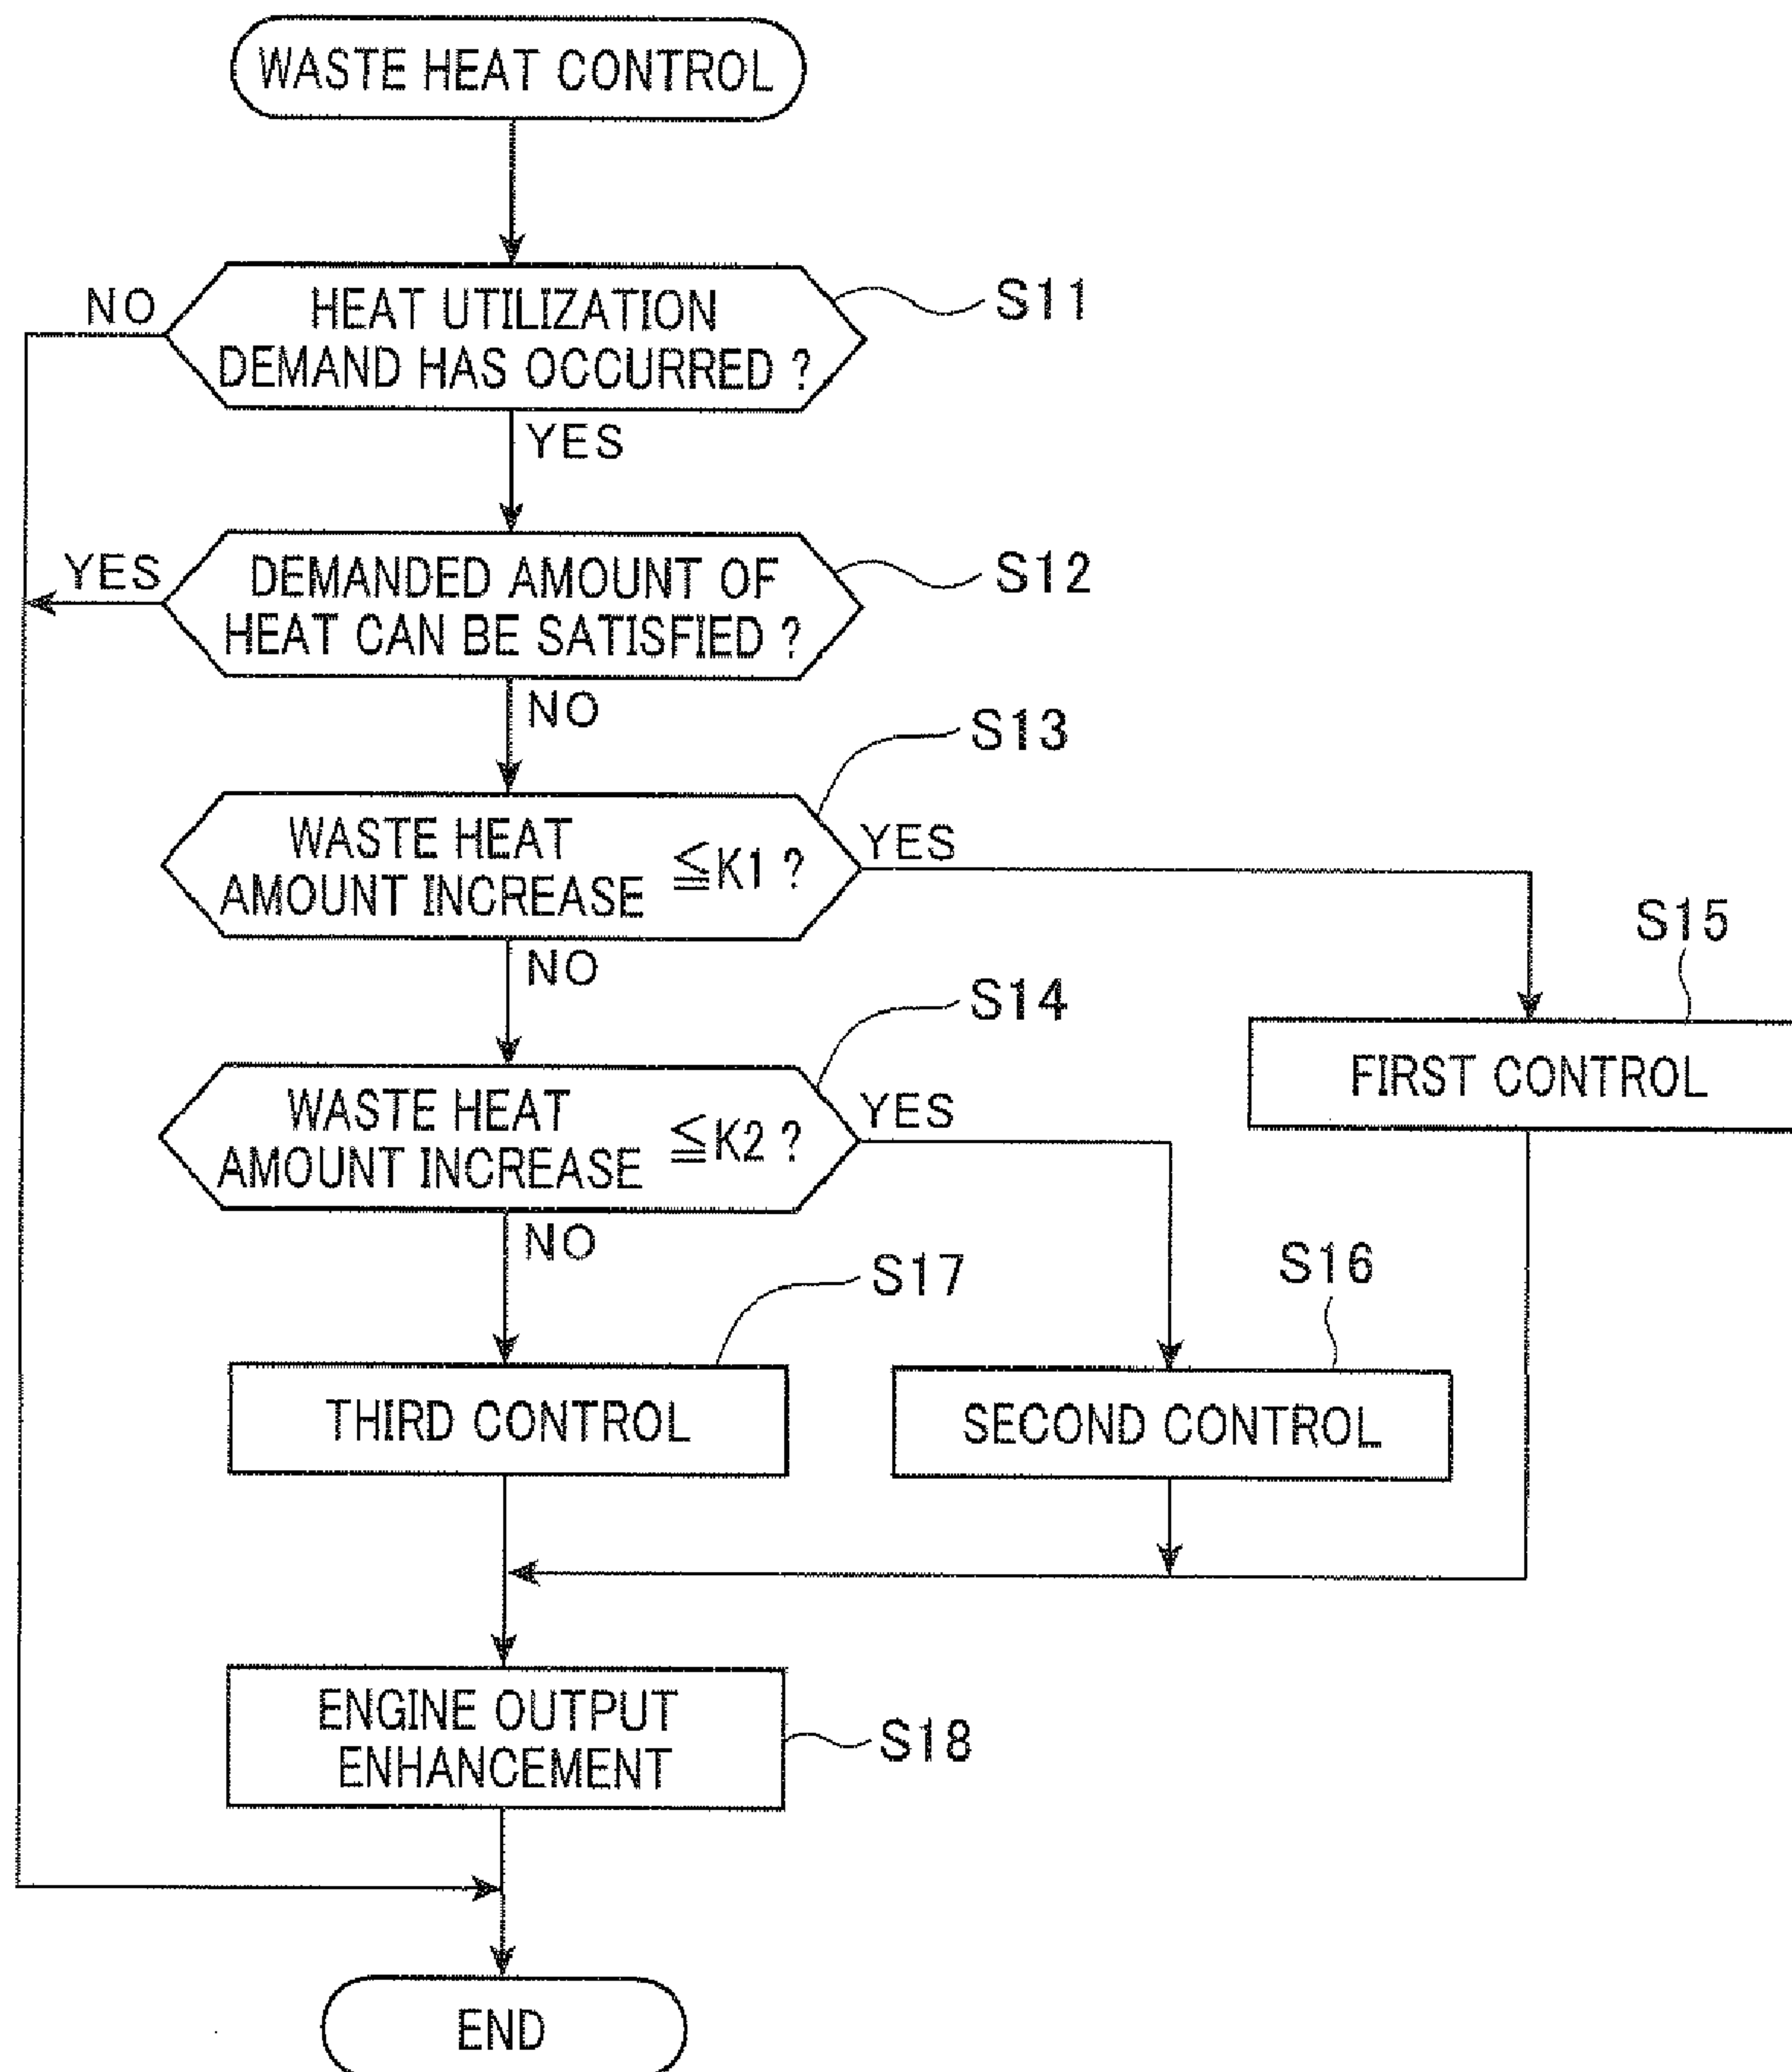 WASTE HEAT CONTROL
NO
HEAT UTILIZATION
DEMAND HAS OCCURRED ?
S11
YES
YES
DEMANDED AMOUNT OF
HEAT CAN BE SATISFIED ?
S12
NO
S13
WASTE HEAT
AMOUNT INCREASE ≦K1 ?
YES
NO
S15
FIRST CONTROL
S14
WASTE HEAT
AMOUNT INCREASE ≦K2 ?
YES
NO
S17
S16
THIRD CONTROL
SECOND CONTROL
ENGINE OUTPUT
ENHANCEMENT
S18
END